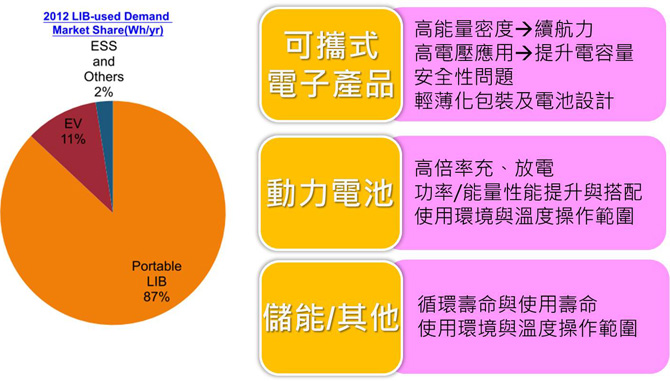 2012 LIB-used Demand
Market Share(Wh/yr)
ESS
and
Others
2%
EV
11%
Portable
LIB
87%
可攜式
電子產品
高能量密度→續航力
高電壓應用→提升電容量
安全性問題
輕薄化包裝及電池設計
動力電池
高倍率充、放電
功率/能量性能提升與搭配
使用環境與溫度操作範圍
儲能/其他
循環壽命與使用壽命
使用環境與溫度操作範圍